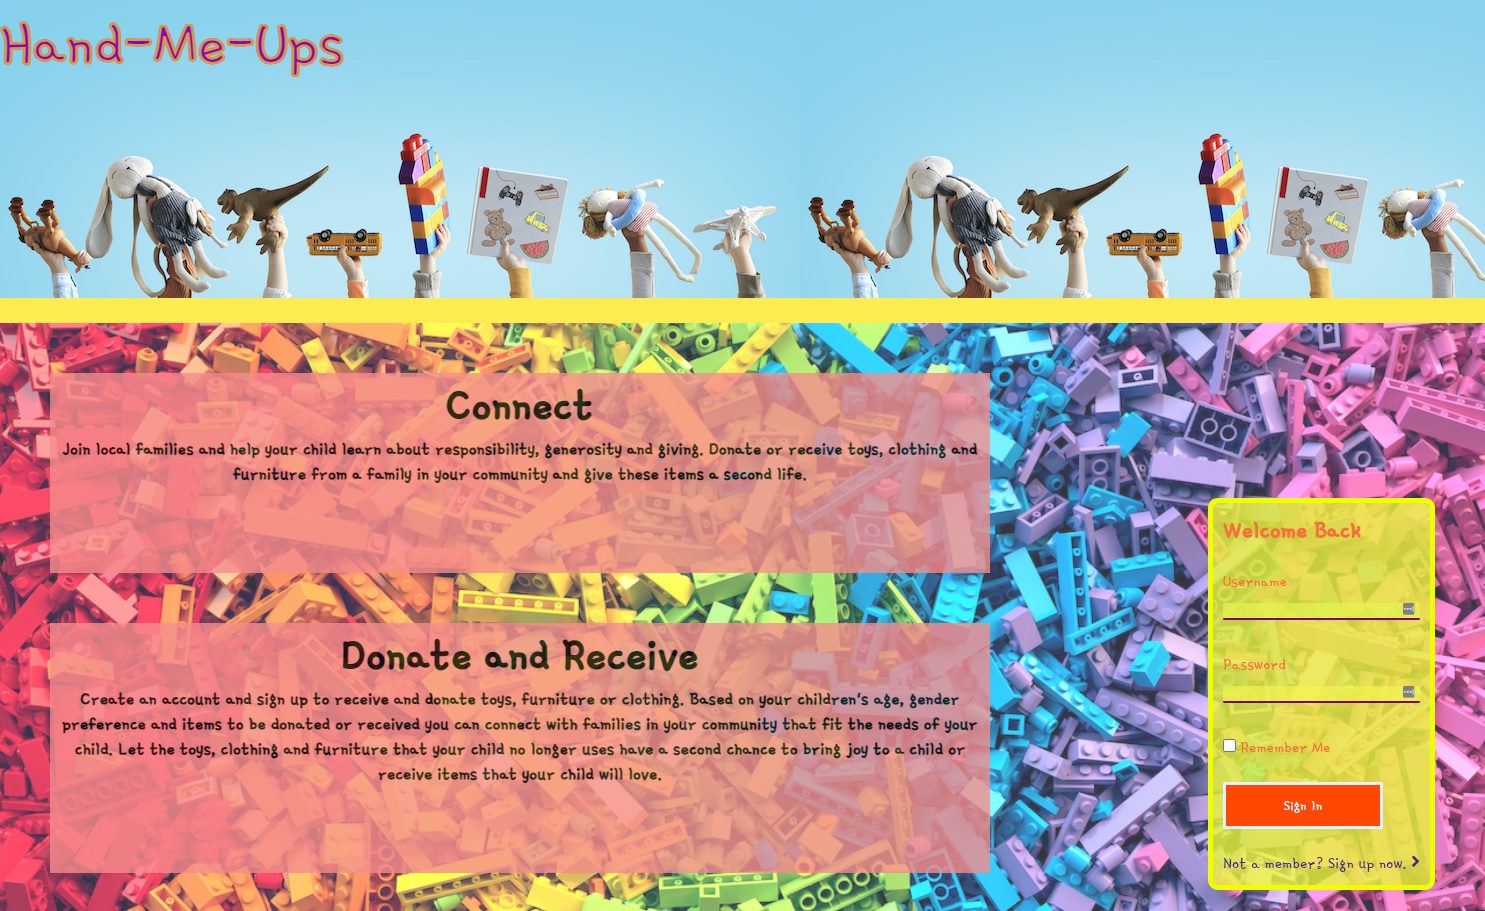 Hand-Me-Ups
Connect
Join local families and help your child learn about responsibility, generosity and giving. Donate or receive toys, clothing and
furniture from a family in your community and give these items a second life.
Donate and Receive
Create an account and sign up to receive and donate toys, furniture or clothing. Based on your children's age, gender
preference and items to be donated or received you can connect with families in your community that fit the needs of your
child. Let the toys, clothing and furniture that your child no longer uses have a second chance to bring joy to a child or
receive items that your child will love.
Welcome Back
Username
Password
Remember Me
Sign In
Not a member? Sign up now.